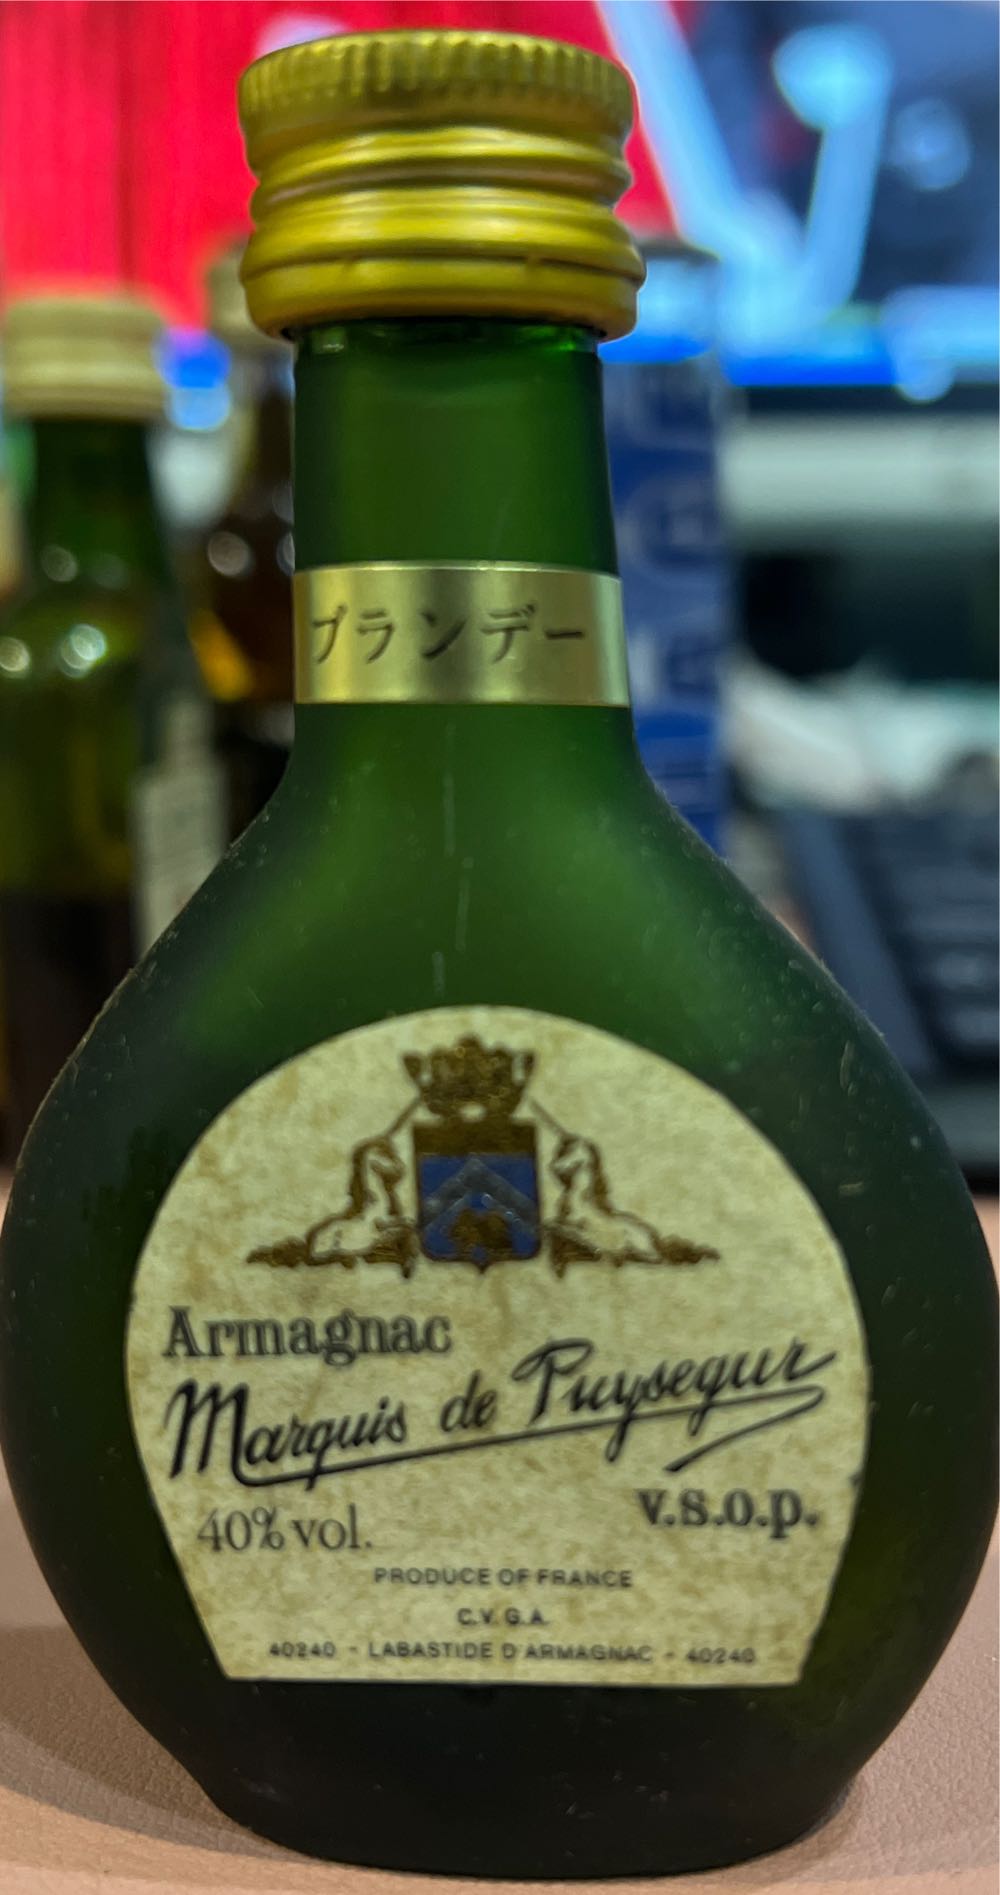 ブランデー
Armagnac
Marquis de Puysegur
40% vol.
v.s.o.p.
PRODUCE OF FRANCE
C.V.G.A.
40240 - LABASTIDE D'ARMAGNAC - 40240